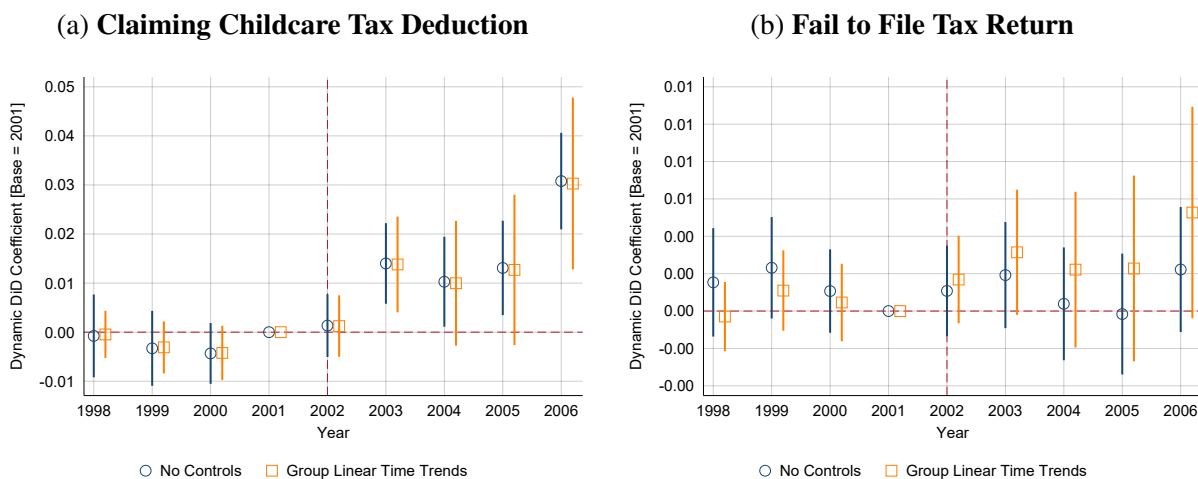 (a) Claiming Childcare Tax Deduction
Dynamic DiD Coefficient [Base = 2001]
0.05
0.04
0.03
0.02
0.01
0.00
-0.01
1998 1999 2000 2001 2002 2003 2004 2005 2006
Year
No Controls Group Linear Time Trends
(b) Fail to File Tax Return
Dynamic DiD Coefficient [Base = 2001]
0.01
0.01
0.01
0.01
0.00
0.00
0.00
-0.00
-0.00
1998 1999 2000 2001 2002 2003 2004 2005 2006
Year
No Controls Group Linear Time Trends